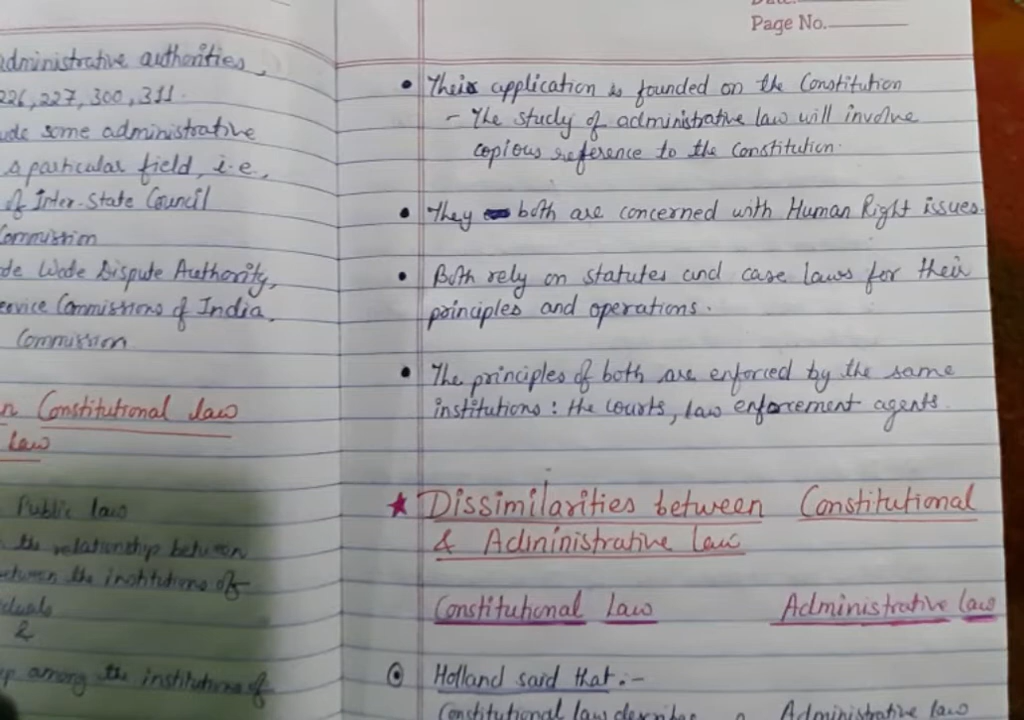 administrative authorities,
226, 227, 300, 311.
some administrative
particular field, i.e.,
of Inter-State Council
Commission
Dispute Authority,
Service Commissions of India,
Commission
Constitutional law
law
Public law
the relationship between
between the institutions of
&
among the institutions of
Page No.
• Their application is founded on the Constitution
- The study of administrative law will involve
copious reference to the Constitution.
• They both are concerned with Human Right issues.
• Both rely on statutes and case laws for their
principles and operations.
• The principles of both are enforced by the same
institutions : the courts, law enforcement agents.
★ Dissimilarities between Constitutional
& Administrative law
Constitutional Law Administrative law
Holland said that :-
Constitutional law describes a Administrative law